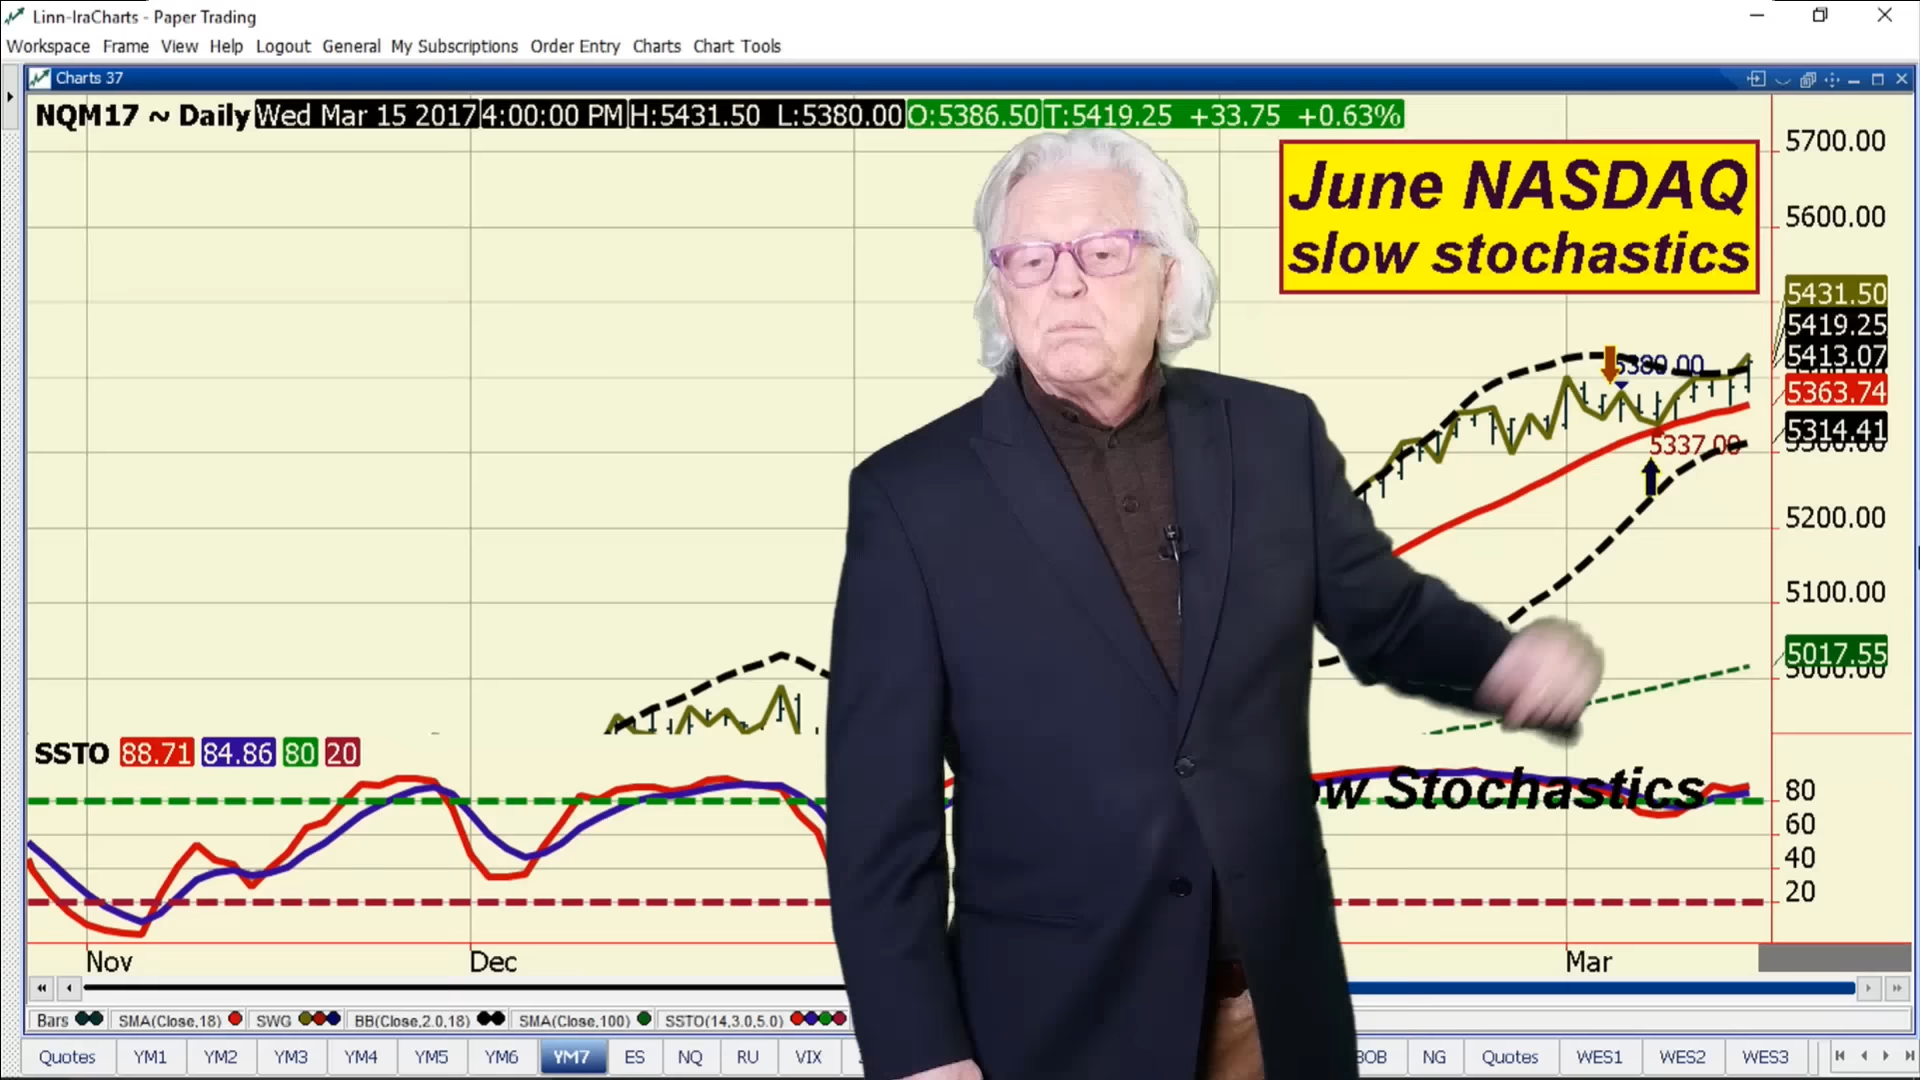 Linn-IraCharts - Paper Trading
Workspace Frame View Help Logout General My Subscriptions Order Entry Charts Chart Tools
Charts 37
NQM17 ~ Daily Wed Mar 15 2017 4:00:00 PM H:5431.50 L:5380.00 O:5386.50 T:5419.25 +33.75 +0.63%
June NASDAQ
slow stochastics
5700.00
5600.00
5431.50
5419.25
5413.07
5380.00
5363.74
5314.41
5337.00
5200.00
5100.00
5017.55
5000.00
SSTO 88.71 84.86 80 20
w Stochastics
80
60
40
20
Nov Dec Mar
Bars SMA(Close,18) SWG BB(Close,2.0,18) SMA(Close,100) SSTO(14,3.0,5.0)
Quotes YM1 YM2 YM3 YM4 YM5 YM6 YM7 ES NQ RU VIX BOB NG Quotes WES1 WES2 WES3